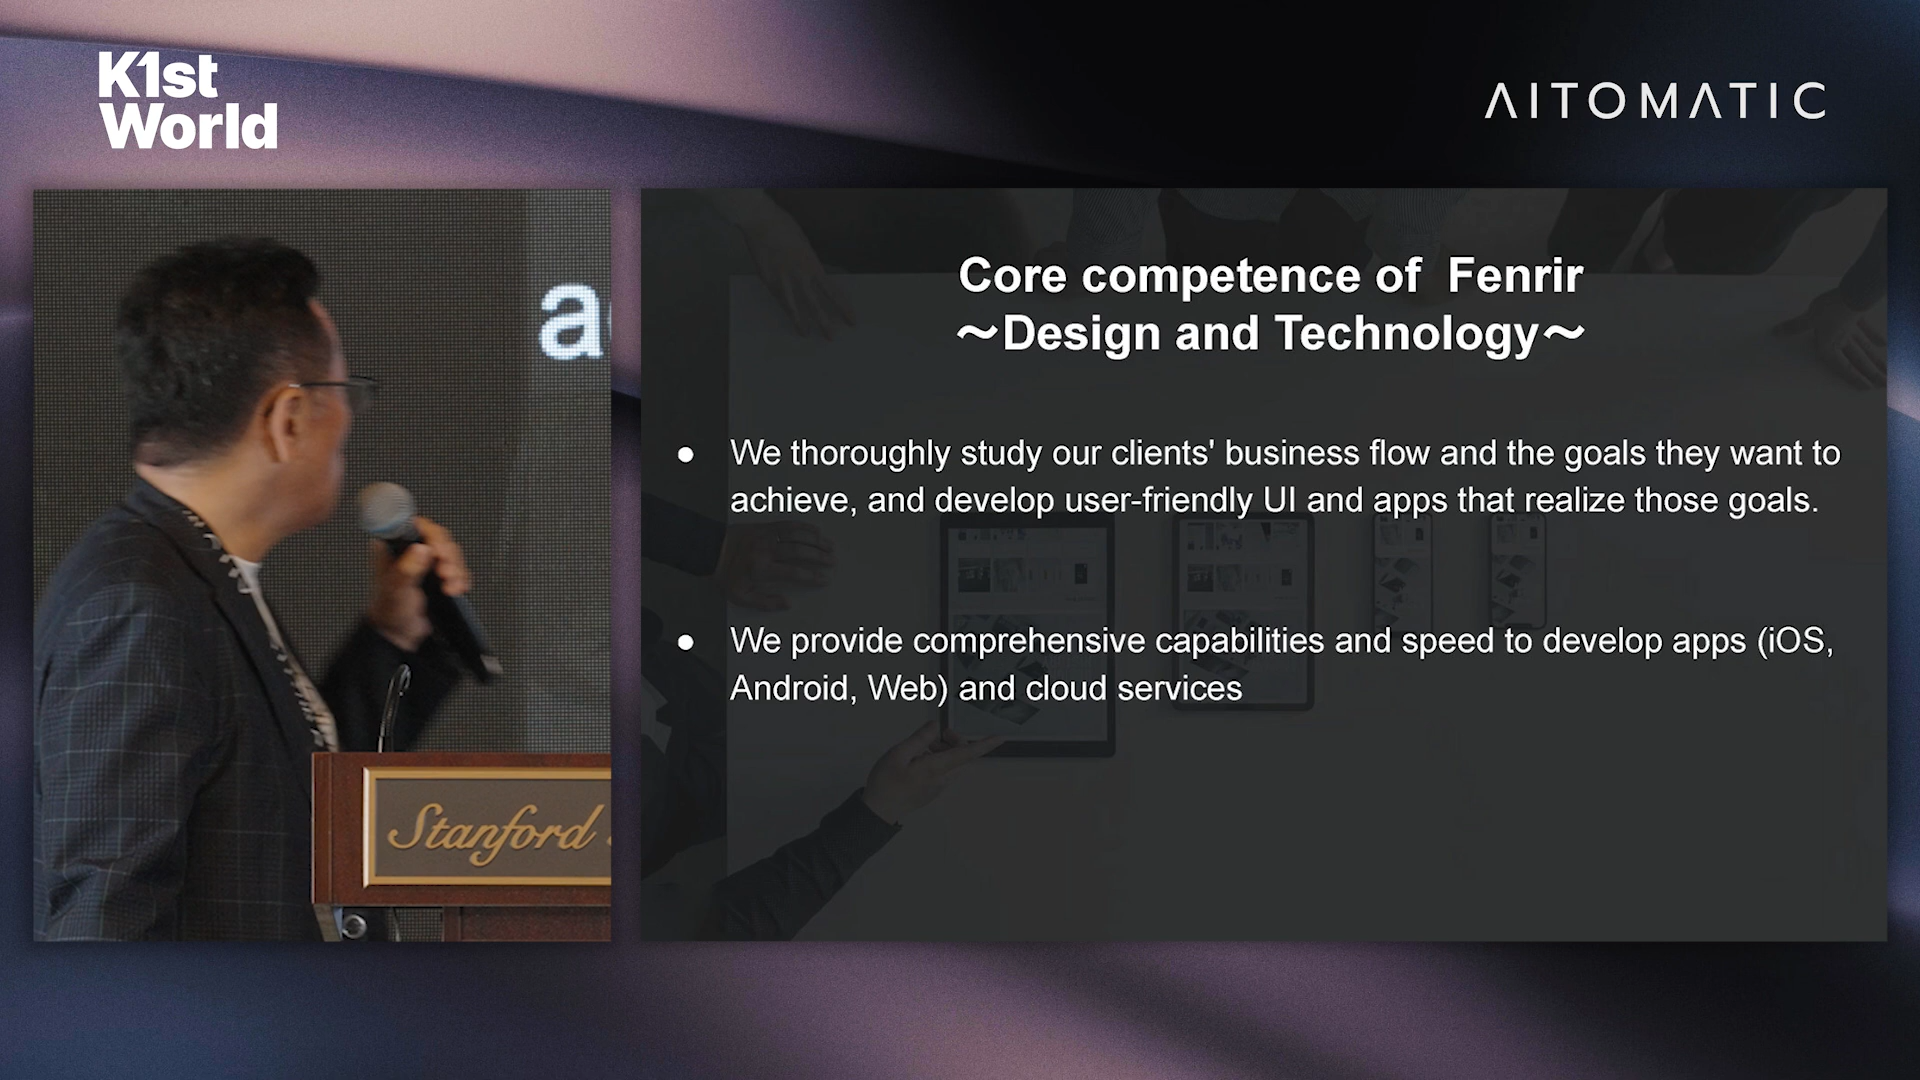 K1st
World
AITOMATIC
Core competence of Fenrir
～Design and Technology～
● We thoroughly study our clients' business flow and the goals they want to
achieve, and develop user-friendly UI and apps that realize those goals.
● We provide comprehensive capabilities and speed to develop apps (iOS,
Android, Web) and cloud services
Stanford